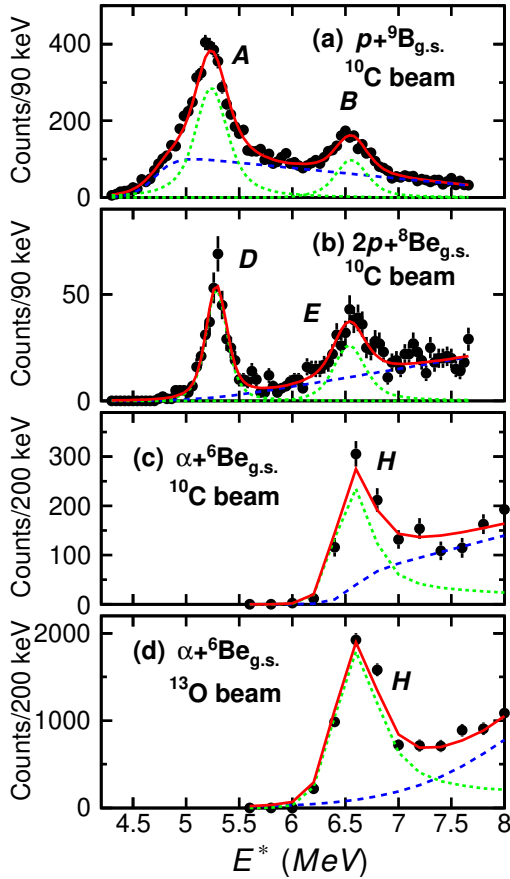 (a) p+⁹B_g.s.
¹⁰C beam
A
B
Counts/90 keV
400
200
0
(b) 2p+⁸Be_g.s.
¹⁰C beam
D
E
Counts/90 keV
50
0
(c) α+⁶Be_g.s.
¹⁰C beam
H
Counts/200 keV
300
200
100
0
(d) α+⁶Be_g.s.
¹³O beam
H
Counts/200 keV
2000
1000
0
4.5 5 5.5 6 6.5 7 7.5 8
E* (MeV)